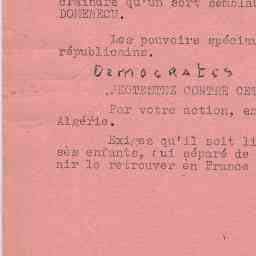 craindre qu'un sort semblab
DOMENECH.
Les pouvoirs spéciau
républicains.
DEMOCRATES
PROTESTEZ CONTRE CET
Par votre action, ex
Algérie.
Exigez qu'il soit li
ses enfants, qui séparé de
nir le retrouver en France